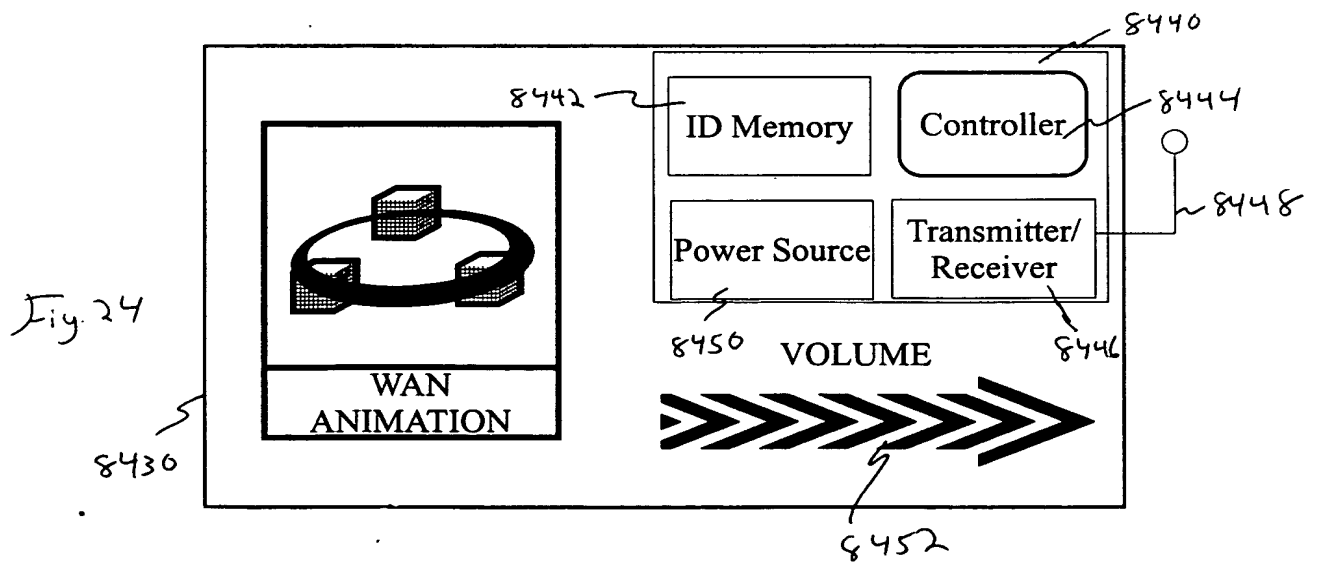 8440
8442
ID Memory
Controller
8444
8448
Power Source
Transmitter/
Receiver
Fig. 24
8450
VOLUME
8446
WAN
ANIMATION
8430
8452